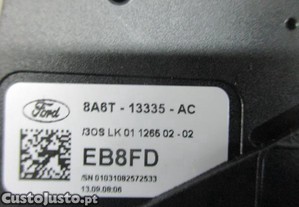 Ford
8A6T - 13335 - AC
/3OS LK 01 1265 02 - 02
EB8FD
/SN 01031082572533
13.09.08:06
CustoJusto.pt